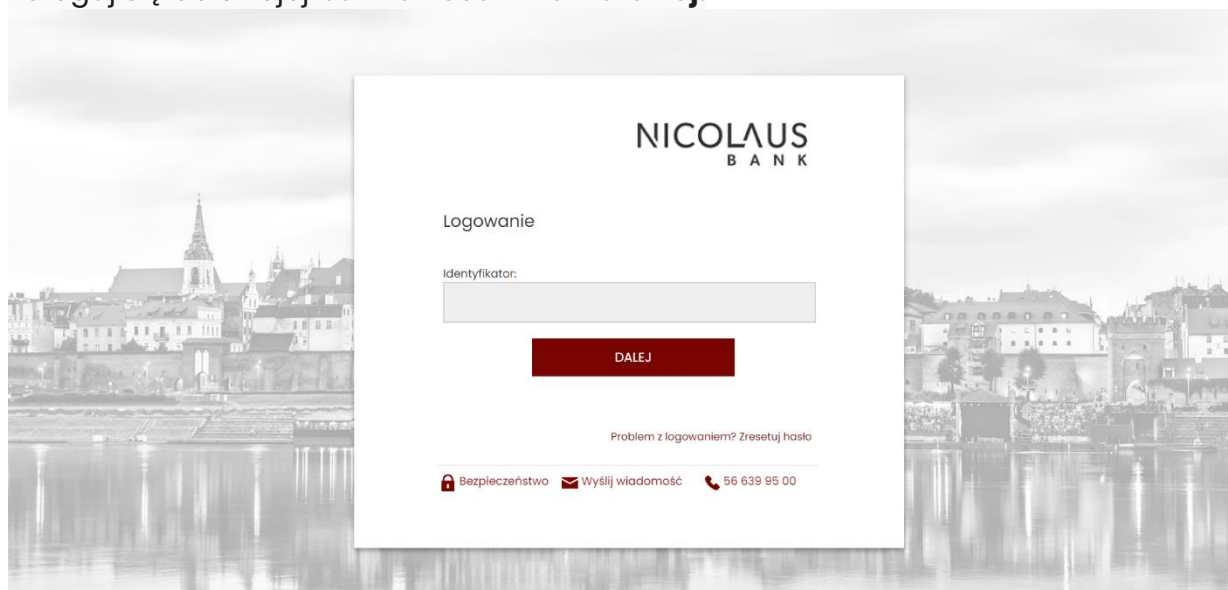 NICOLAUS
BANK
Logowanie
Identyfikator:
DALEJ
Problem z logowaniem? Zresetuj hasło
Bezpieczeństwo Wyślij wiadomość 56 639 95 00